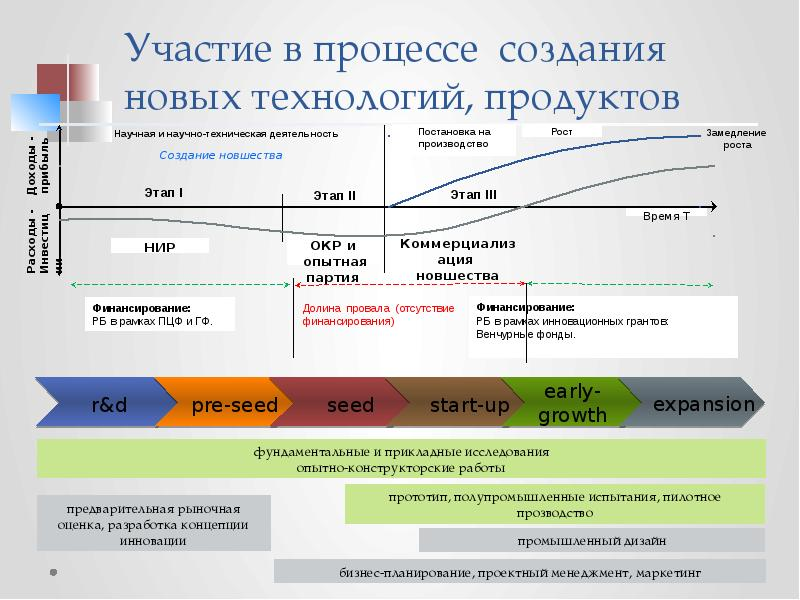 Участие в процессе создания
новых технологий, продуктов
Доходы -
прибыль
Расходы -
Инвестиц
ии
Научная и научно-техническая деятельность
Создание новшества
Постановка на
производство
Рост
Замедление
роста
Этап I
Этап II
Этап III
Время Т
НИР
ОКР и
опытная
партия
Коммерциализ
ация
новшества
Финансирование:
РБ в рамках ПЦФ и ГФ.
Долина провала (отсутствие
финансирования)
Финансирование:
РБ в рамках инновационных грантов:
Венчурные фонды.
r&d
pre-seed
seed
start-up
early-
growth
expansion
фундаментальные и прикладные исследования
опытно-конструкторские работы
предварительная рыночная
оценка, разработка концепции
инновации
прототип, полупромышленные испытания, пилотное
прозводство
промышленный дизайн
бизнес-планирование, проектный менеджмент, маркетинг